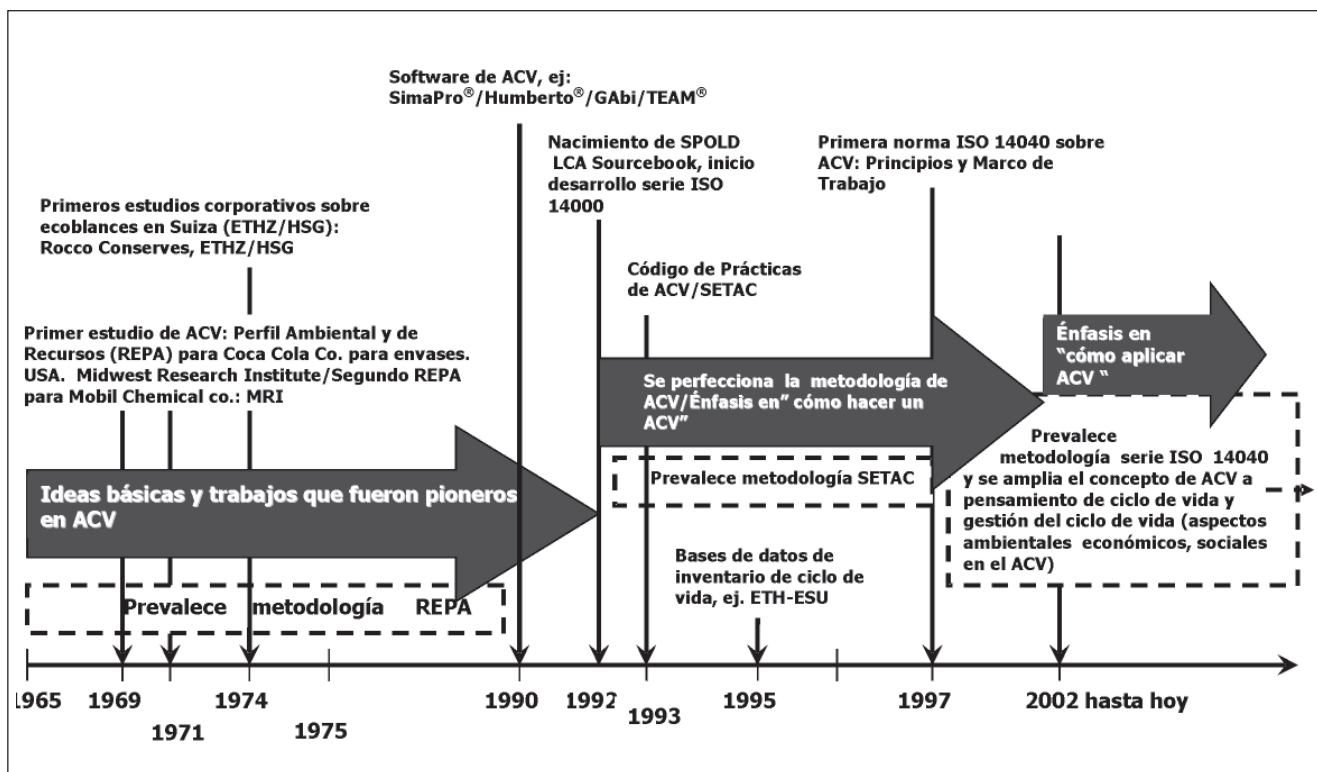 Software de ACV, ej:
SimaPro®/Humberto®/GAbi/TEAM®
Nacimiento de SPOLD
LCA Sourcebook, inicio
desarrollo serie ISO
14000
Primera norma ISO 14040 sobre
ACV: Principios y Marco de
Trabajo
Primeros estudios corporativos sobre
ecoblances en Suiza (ETHZ/HSG):
Rocco Conserves, ETHZ/HSG
Código de Prácticas
de ACV/SETAC
Primer estudio de ACV: Perfil Ambiental y de
Recursos (REPA) para Coca Cola Co. para envases.
USA. Midwest Research Institute/Segundo REPA
para Mobil Chemical co.: MRI
Énfasis en
“cómo aplicar
ACV “
Se perfecciona la metodología de
ACV/Énfasis en” cómo hacer un
ACV”
Ideas básicas y trabajos que fueron pioneros
en ACV
Prevalece metodología SETAC
Prevalece
metodología serie ISO 14040
y se amplia el concepto de ACV a
pensamiento de ciclo de vida y
gestión del ciclo de vida (aspectos
ambientales económicos, sociales
en el ACV)
Bases de datos de
inventario de ciclo de
vida, ej. ETH-ESU
Prevalece metodología REPA
1965 1969 1974 1990 1992 1995 1997 2002 hasta hoy
1971 1975 1993